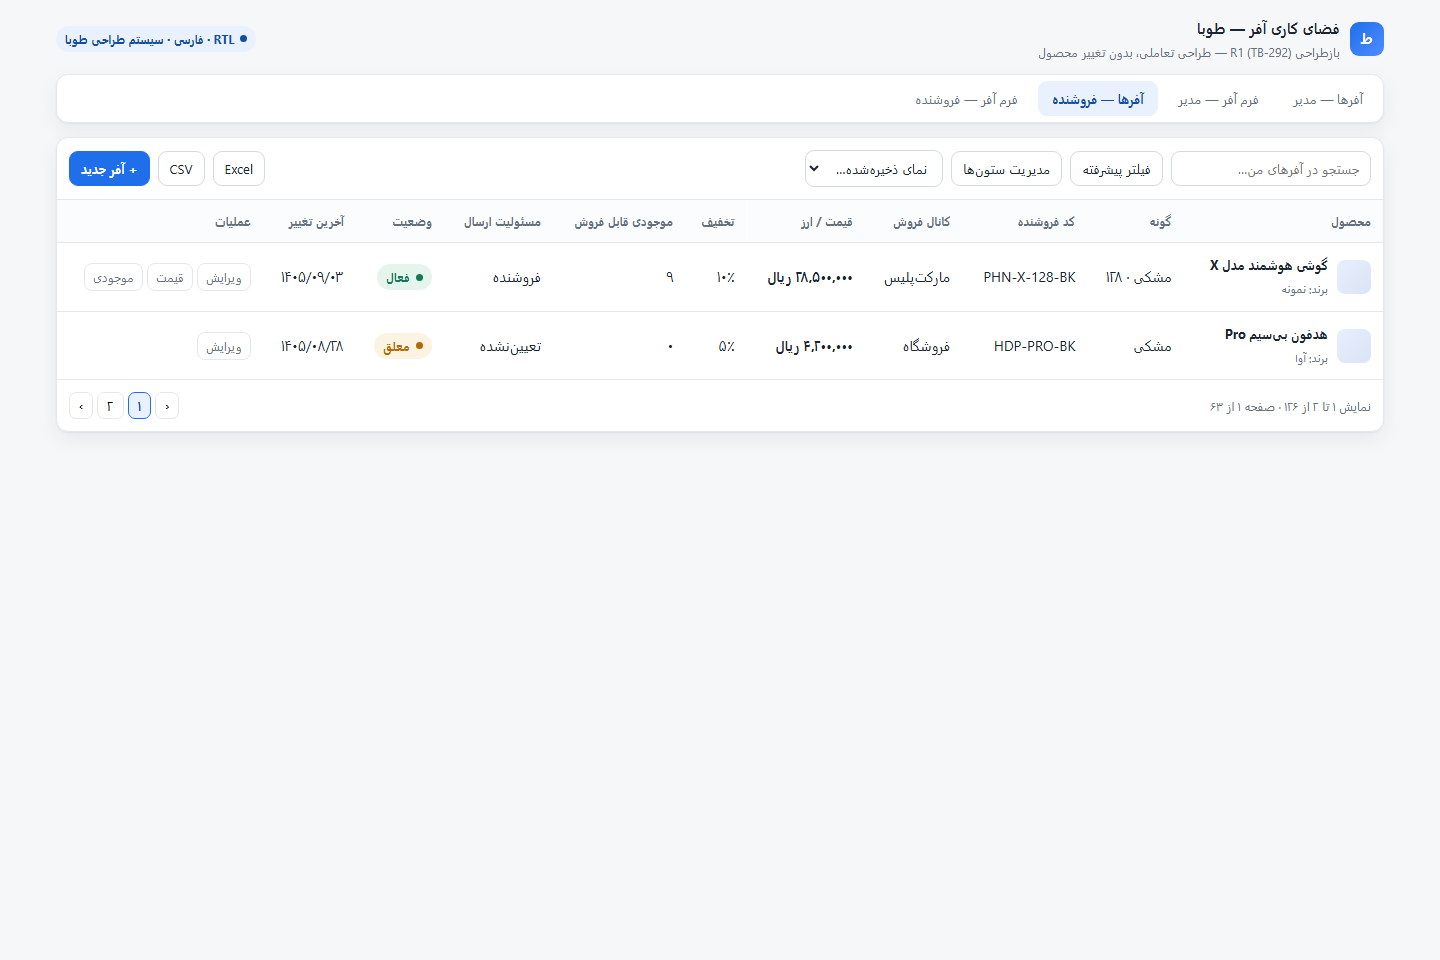 ط
فضای کاری آفر — طوبا
بازطراحی R1 (TB-292) — طراحی تعاملی، بدون تغییر محصول
RTL · فارسی · سیستم طراحی طوبا
آفرها — مدیر
فرم آفر — مدیر
آفرها — فروشنده
فرم آفر — فروشنده
جستجو در آفرهای من...
فیلتر پیشرفته
مدیریت ستون‌ها
نمای ذخیره‌شده...
Excel
CSV
+ آفر جدید
محصول گونه کد فروشنده کانال فروش قیمت / ارز تخفیف موجودی قابل فروش مسئولیت ارسال وضعیت آخرین تغییر عملیات
گوشی هوشمند مدل X
برند: نمونه
مشکی · ۱۲۸ PHN-X-128-BK مارکت‌پلیس ۲۸,۵۰۰,۰۰۰ ریال ۱۰٪ ۹ فروشنده فعال ۱۴۰۵/۰۹/۰۳ ویرایش قیمت موجودی
هدفون بی‌سیم Pro
برند: آوا
مشکی HDP-PRO-BK فروشگاه ۴,۲۰۰,۰۰۰ ریال ۵٪ ۰ تعیین‌نشده معلق ۱۴۰۵/۰۸/۲۸ ویرایش
نمایش ۱ تا ۲ از ۱۲۶ · صفحه ۱ از ۶۳
‹ ۱ ۲ ›